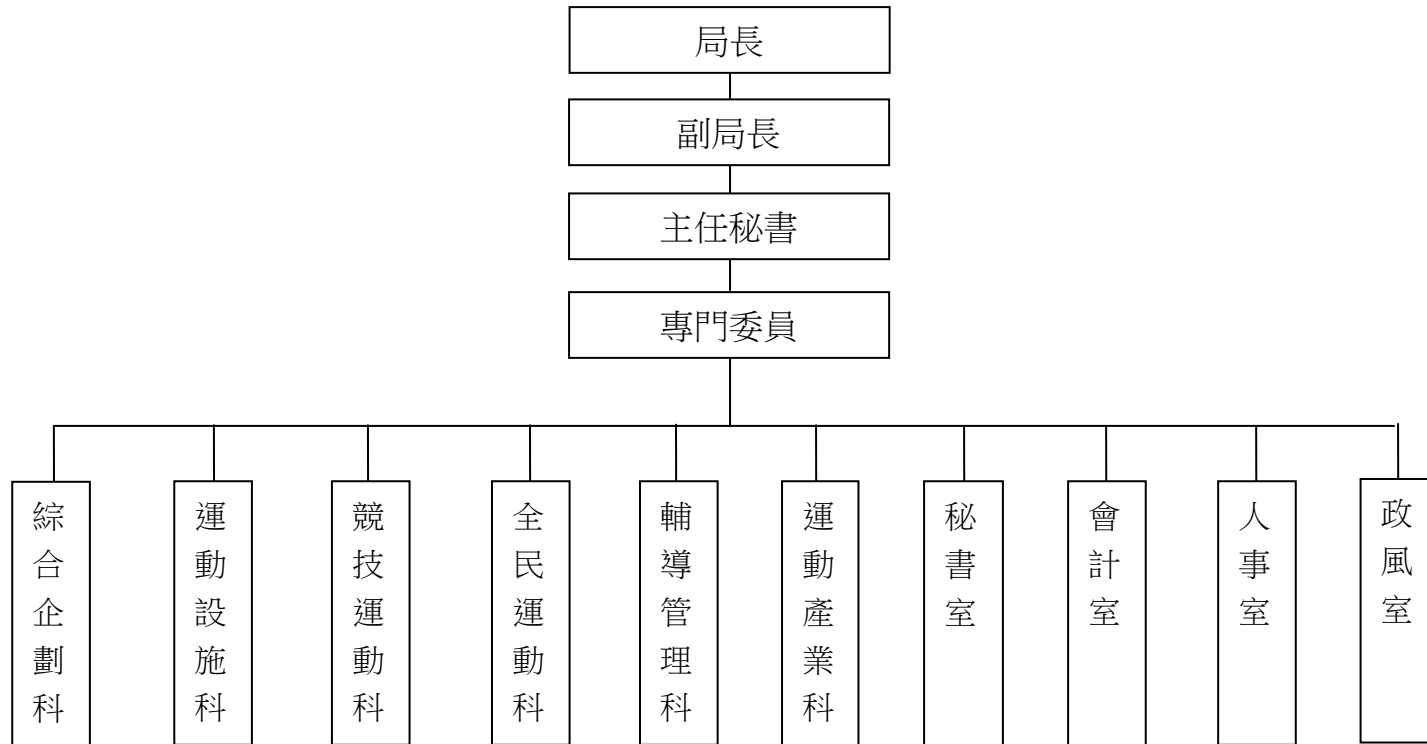 局長
副局長
主任秘書
專門委員
綜合企劃科
運動設施科
競技運動科
全民運動科
輔導管理科
運動產業科
秘書室
會計室
人事室
政風室